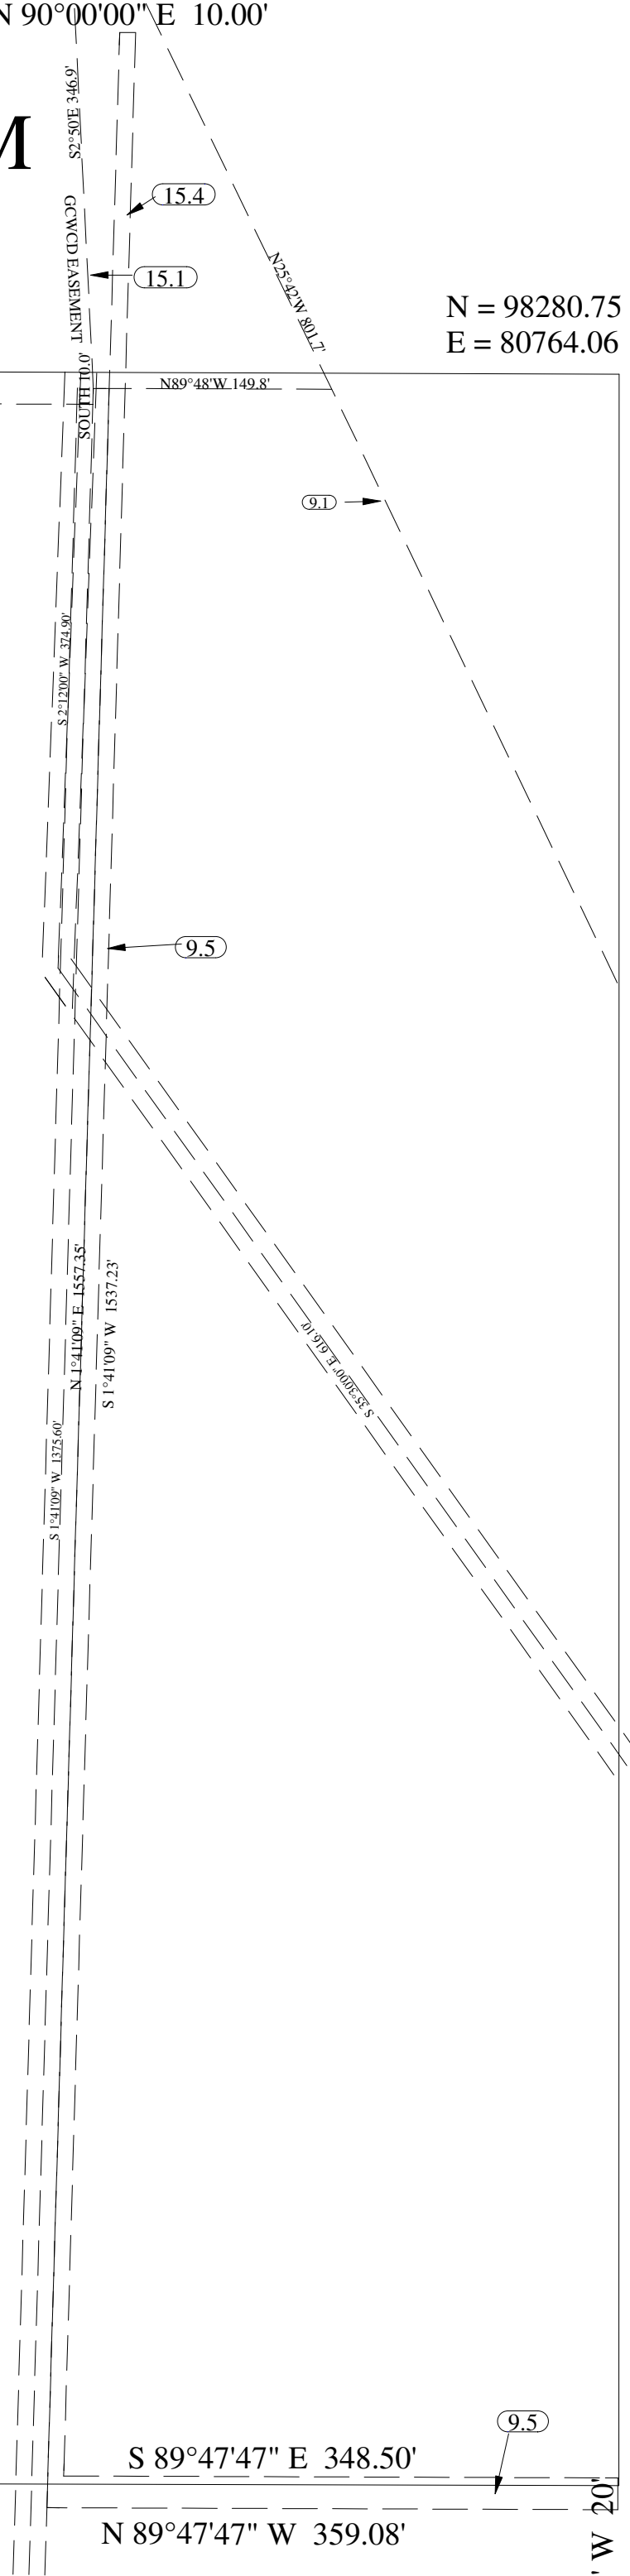 N 90°00'00" E 10.00'
S2°50'E 346.9'
M
15.4
GCWCD EASEMENT
15.1
N25°42'W 801.7'
N = 98280.75
E = 80764.06
SOUTH 10.0'
N89°48'W 149.8'
9.1
S 2°12'00" W 374.90'
9.5
N 1°41'09" E 1557.35'
S 1°41'09" W 1537.23'
S 35°30'00" E 616.10'
S 1°41'09" W 1375.60'
9.5
S 89°47'47" E 348.50'
N 89°47'47" W 359.08'
' W 20'